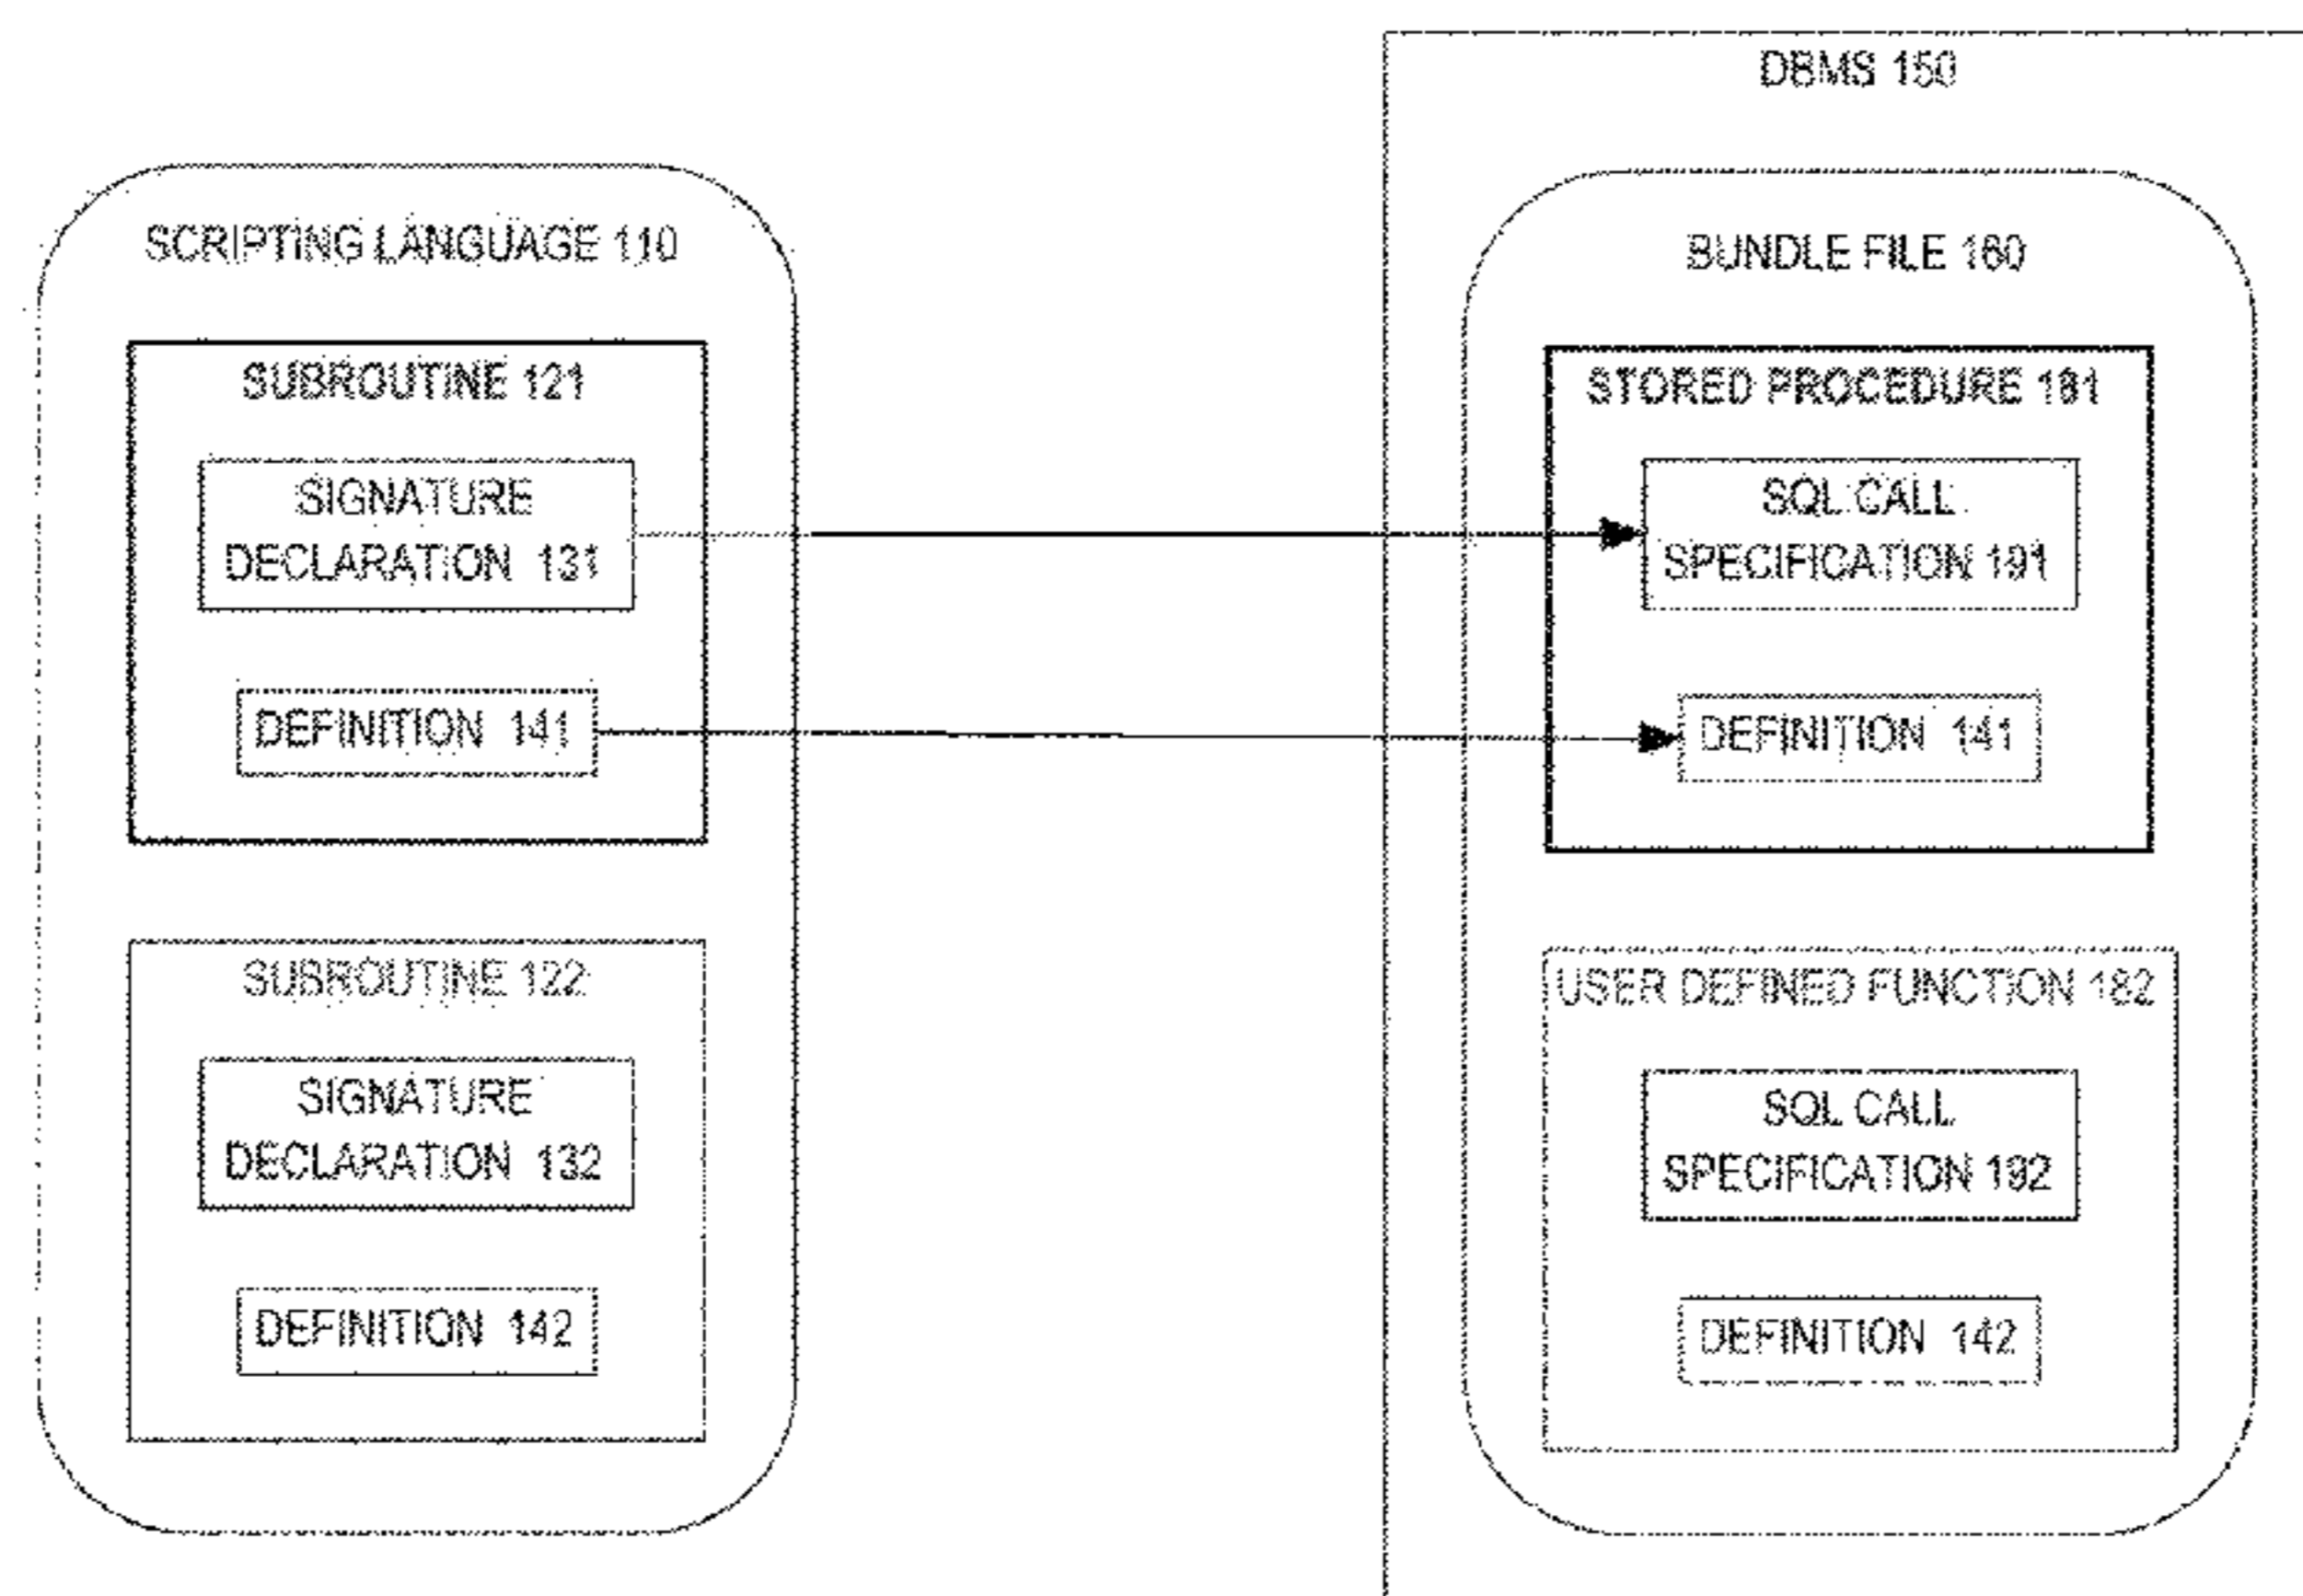 DBMS 150
SCRIPTING LANGUAGE 110
BUNDLE FILE 160
SUBROUTINE 121
STORED PROCEDURE 181
SIGNATURE
DECLARATION 131
SQL CALL
SPECIFICATION 191
DEFINITION 141
DEFINITION 141
SUBROUTINE 122
USER DEFINED FUNCTION 182
SIGNATURE
DECLARATION 132
SQL CALL
SPECIFICATION 192
DEFINITION 142
DEFINITION 142